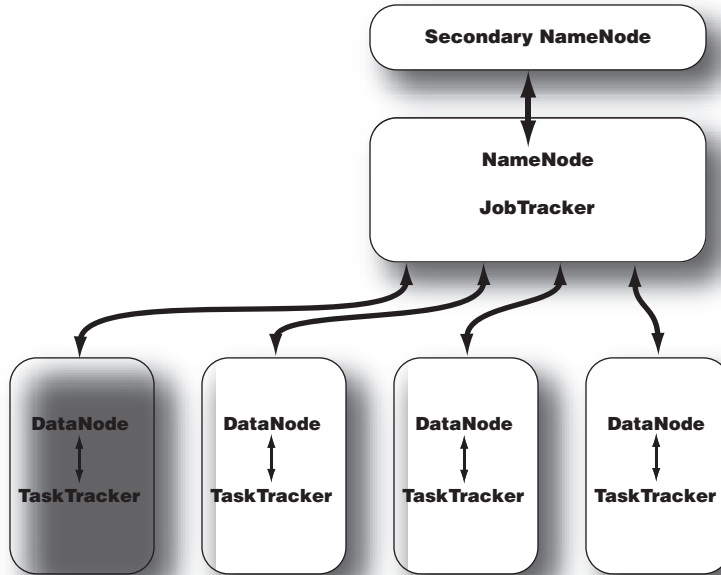 Secondary NameNode
NameNode
JobTracker
DataNode
DataNode
DataNode
DataNode
TaskTracker
TaskTracker
TaskTracker
TaskTracker